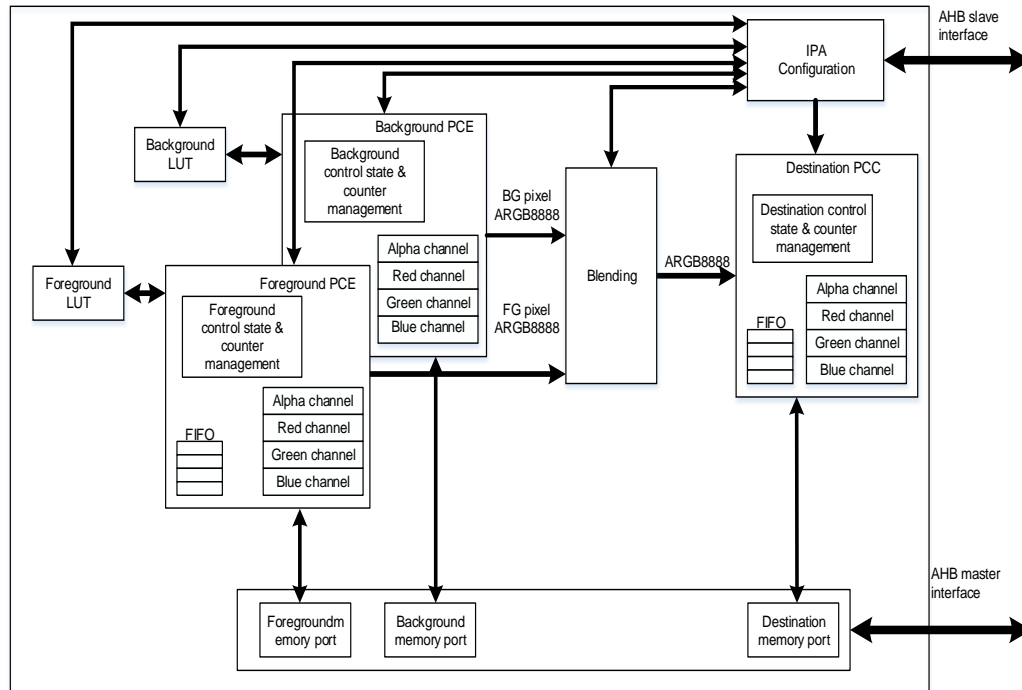 AHB slave
interface
IPA
Configuration
Background PCE
Background
LUT
Background
control state &
counter
management
Destination PCC
BG pixel
ARGB8888
Destination control
state & counter
management
Alpha channel
Red channel
Green channel
Blue channel
Foreground
LUT
Foreground PCE
Blending
ARGB8888
Foreground
control state &
counter
management
FG pixel
ARGB8888
FIFO
Alpha channel
Red channel
Green channel
Blue channel
FIFO
Alpha channel
Red channel
Green channel
Blue channel
AHB master
interface
Foregroundm
emory port
Background
memory port
Destination
memory port